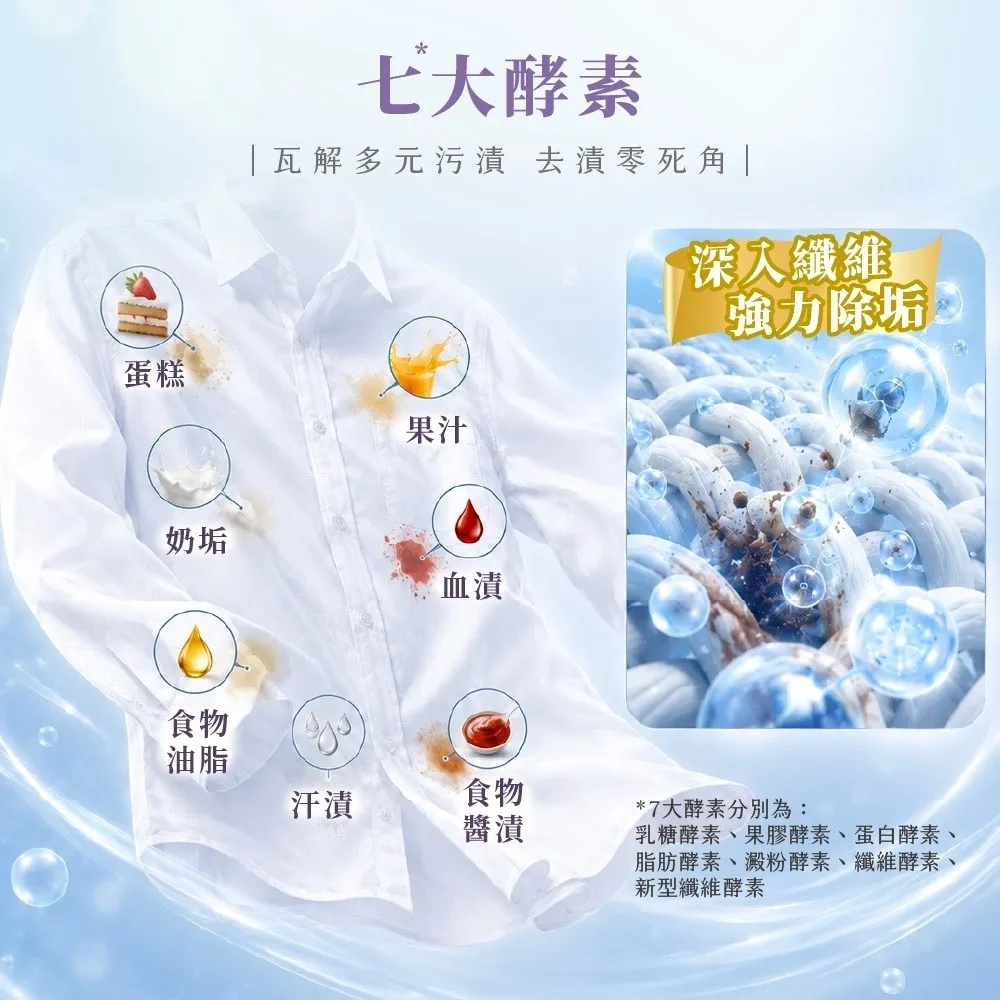 七*大酵素
|瓦解多元污漬 去漬零死角|
深入纖維
強力除垢
蛋糕
果汁
奶垢
血漬
食物
油脂
汗漬
食物
醬漬
*7大酵素分別為：
乳糖酵素、果膠酵素、蛋白酵素、
脂肪酵素、澱粉酵素、纖維酵素、
新型纖維酵素